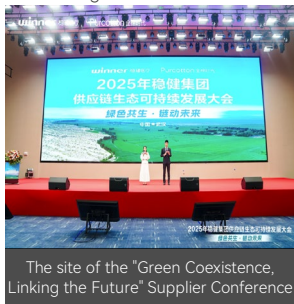 winner Purcotton
winner Purcotton
2025年稳健集团
供应链生态可持续发展大会
绿色共生·链动未来
2025年稳健集团供应链生态可持续发展大会
绿色共生·链动未来
The site of the "Green Coexistence,
Linking the Future" Supplier Conference